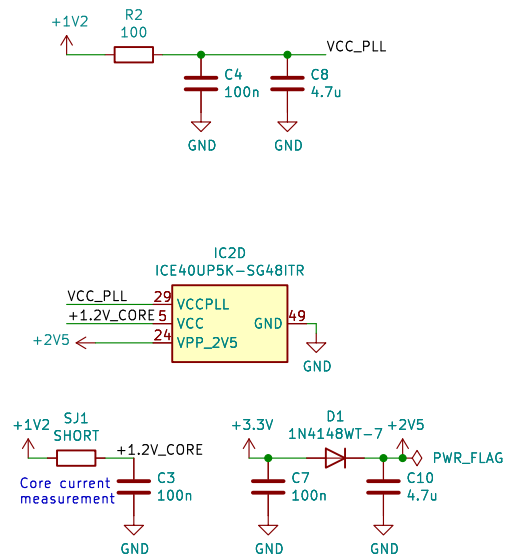 +1V2
R2
100
VCC_PLL
C4
100n
C8
4.7u
GND
GND
IC2D
ICE40UP5K-SG48ITR
VCC_PLL
29
VCCPLL
+1.2V_CORE
5
VCC
GND
49
+2V5
24
VPP_2V5
GND
+1V2
SJ1
SHORT
+1.2V_CORE
Core current
measurement
C3
100n
GND
+3.3V
D1
1N4148WT-7
+2V5
PWR_FLAG
C7
100n
C10
4.7u
GND
GND